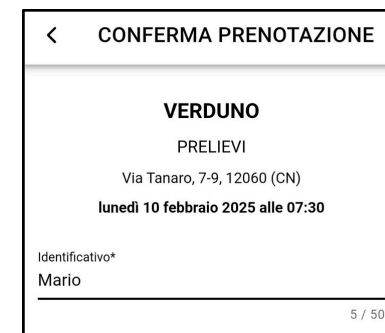 CONFERMA PRENOTAZIONE
VERDUNO
PRELIEVI
Via Tanaro, 7-9, 12060 (CN)
lunedì 10 febbraio 2025 alle 07:30
Identificativo*
Mario
5 / 50